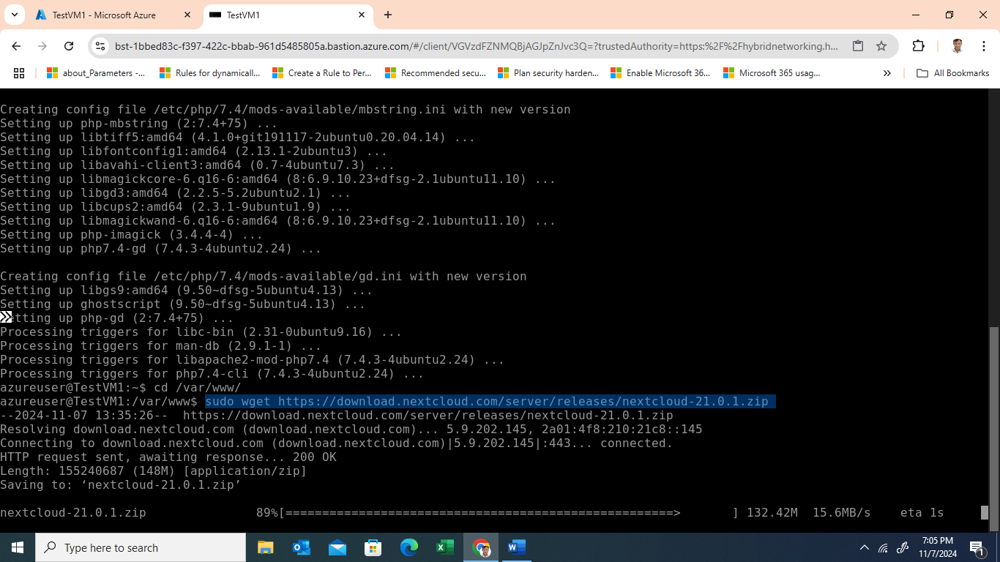 TestVM1 - Microsoft Azure
TestVM1
bst-1bbed83c-f397-422c-bbab-961d5485805a.bastion.azure.com/#/client/VGVzdFZNMQBjAGJpZnJvc3Q=?trustedAuthority=https:%2F%2Fhybridnetworking.h...
about_Parameters -...
Rules for dynamicall...
Create a Rule to Per...
Recommended secu...
Plan security harden...
Enable Microsoft 36...
Microsoft 365 usag...
All Bookmarks
Creating config file /etc/php/7.4/mods-available/mbstring.ini with new version
Setting up php-mbstring (2:7.4+75) ...
Setting up libtiff5:amd64 (4.1.0+git191117-2ubuntu0.20.04.14) ...
Setting up libfontconfig1:amd64 (2.13.1-2ubuntu3) ...
Setting up libavahi-client3:amd64 (0.7-4ubuntu7.3) ...
Setting up libmagickcore-6.q16-6:amd64 (8:6.9.10.23+dfsg-2.1ubuntu11.10) ...
Setting up libgd3:amd64 (2.2.5-5.2ubuntu2.1) ...
Setting up libcups2:amd64 (2.3.1-9ubuntu1.9) ...
Setting up libmagickwand-6.q16-6:amd64 (8:6.9.10.23+dfsg-2.1ubuntu11.10) ...
Setting up php-imagick (3.4.4-4) ...
Setting up php7.4-gd (7.4.3-4ubuntu2.24) ...
Creating config file /etc/php/7.4/mods-available/gd.ini with new version
Setting up libgs9:amd64 (9.50~dfsg-5ubuntu4.13) ...
Setting up ghostscript (9.50~dfsg-5ubuntu4.13) ...
etting up php-gd (2:7.4+75) ...
Processing triggers for libc-bin (2.31-0ubuntu9.16) ...
Processing triggers for man-db (2.9.1-1) ...
Processing triggers for libapache2-mod-php7.4 (7.4.3-4ubuntu2.24) ...
Processing triggers for php7.4-cli (7.4.3-4ubuntu2.24) ...
azureuser@TestVM1:~$ cd /var/www/
azureuser@TestVM1:/var/www$ sudo wget https://download.nextcloud.com/server/releases/nextcloud-21.0.1.zip
--2024-11-07 13:35:26--  https://download.nextcloud.com/server/releases/nextcloud-21.0.1.zip
Resolving download.nextcloud.com (download.nextcloud.com)... 5.9.202.145, 2a01:4f8:210:21c8::145
Connecting to download.nextcloud.com (download.nextcloud.com)|5.9.202.145|:443... connected.
HTTP request sent, awaiting response... 200 OK
Length: 155240687 (148M) [application/zip]
Saving to: ‘nextcloud-21.0.1.zip’
nextcloud-21.0.1.zip 89%[=====================================================> ] 132.42M 15.6MB/s eta 1s
Type here to search
7:05 PM
11/7/2024
1